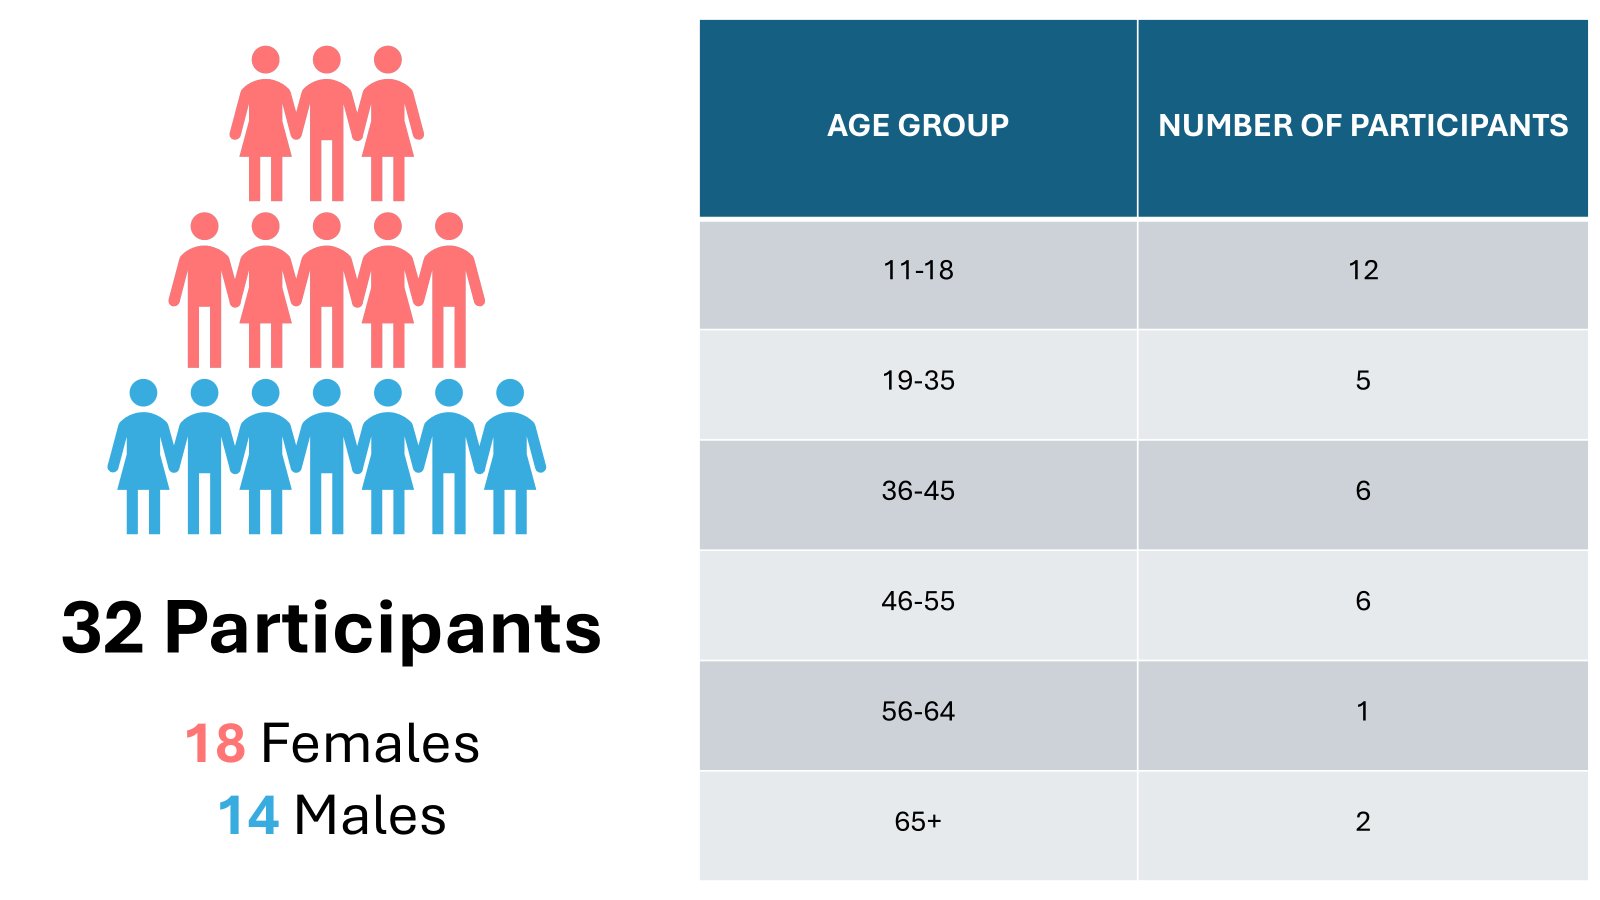 32 Participants
18 Females
14 Males
AGE GROUP NUMBER OF PARTICIPANTS
11-18 12
19-35 5
36-45 6
46-55 6
56-64 1
65+ 2